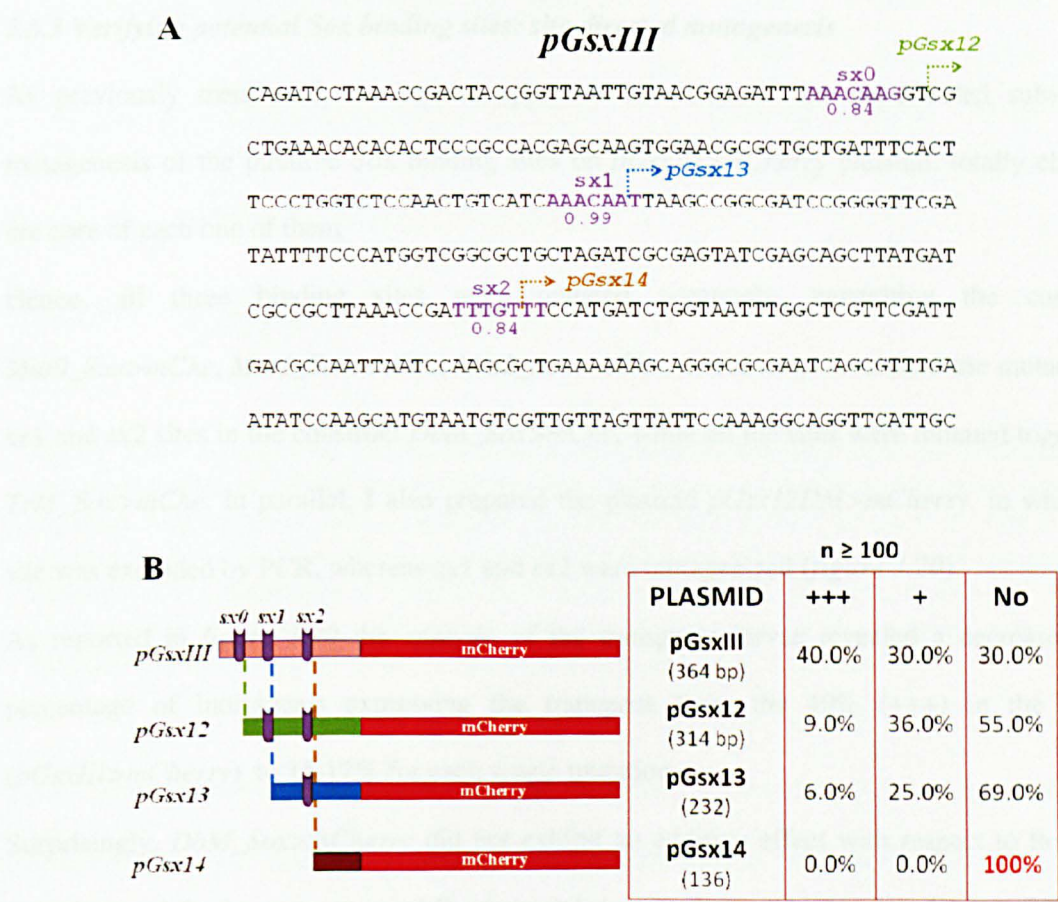 A
pGsxIII
pGsx12
sx0
CAGATCCTAAACCGACTACCGGTTAATTGTAACGGAGATTTAAACAAGGTCG
0.84
CTGAAACACACACTCCCGCCACGAGCAAGTGGAACGCGCTGCTGATTTCACT
sx1 pGsx13
TCCCTGGTCTCCAACTGTCATCAAACAATTAAGCCGGCGATCCGGGGTTCGA
0.99
TATTTTCCCATGGTCGGCGCTGCTAGATCGCGAGTATCGAGCAGCTTATGAT
sx2 pGsx14
CGCCGCTTAAACCGATTTGTTTCCATGATCTGGTAATTTGGCTCGTTCGATT
0.84
GACGCCAATTAATCCAAGCGCTGAAAAAAGCAGGGCGCGAATCAGCGTTTGA
ATATCCAAGCATGTAATGTCGTTGTTAGTTATTCCAAAGGCAGGTTCATTGC
B
sx0 sx1 sx2
pGsxIII mCherry
pGsx12 mCherry
pGsx13 mCherry
pGsx14 mCherry
n ≥ 100
PLASMID +++ + No
pGsxIII 40.0% 30.0% 30.0%
(364 bp)
pGsx12 9.0% 36.0% 55.0%
(314 bp)
pGsx13 6.0% 25.0% 69.0%
(232)
pGsx14 0.0% 0.0% 100%
(136)